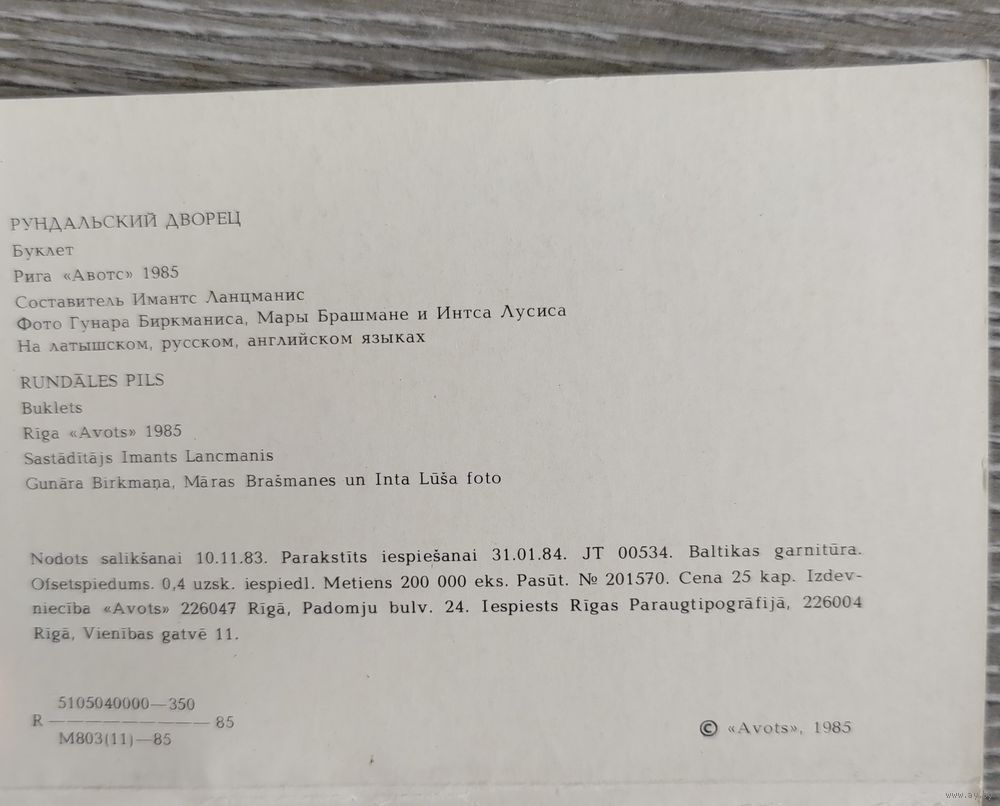 РУНДАЛЬСКИЙ ДВОРЕЦ
Буклет
Рига «Авотс» 1985
Составитель Имантс Ланцманис
Фото Гунара Биркманиса, Мары Брашмане и Интса Лусиса
На латышском, русском, английском языках
RUNDĀLES PILS
Buklets
Rīga «Avots» 1985
Sastādītājs Imants Lancmanis
Gunāra Birkmaņa, Māras Brašmanes un Inta Lūša foto
Nodots salikšanai 10.11.83. Parakstīts iespiešanai 31.01.84. JT 00534. Baltikas garnitūra.
Ofsetspiedums. 0,4 uzsk. iespiedl. Metiens 200 000 eks. Pasūt. № 201570. Cena 25 kap. Izdev-
niecība «Avots» 226047 Rīgā, Padomju bulv. 24. Iespiests Rīgas Paraugtipogrāfijā, 226004
Rīgā, Vienības gatvē 11.
5105040000—350
R ————————— 85
M803(11)—85
© «Avots», 1985